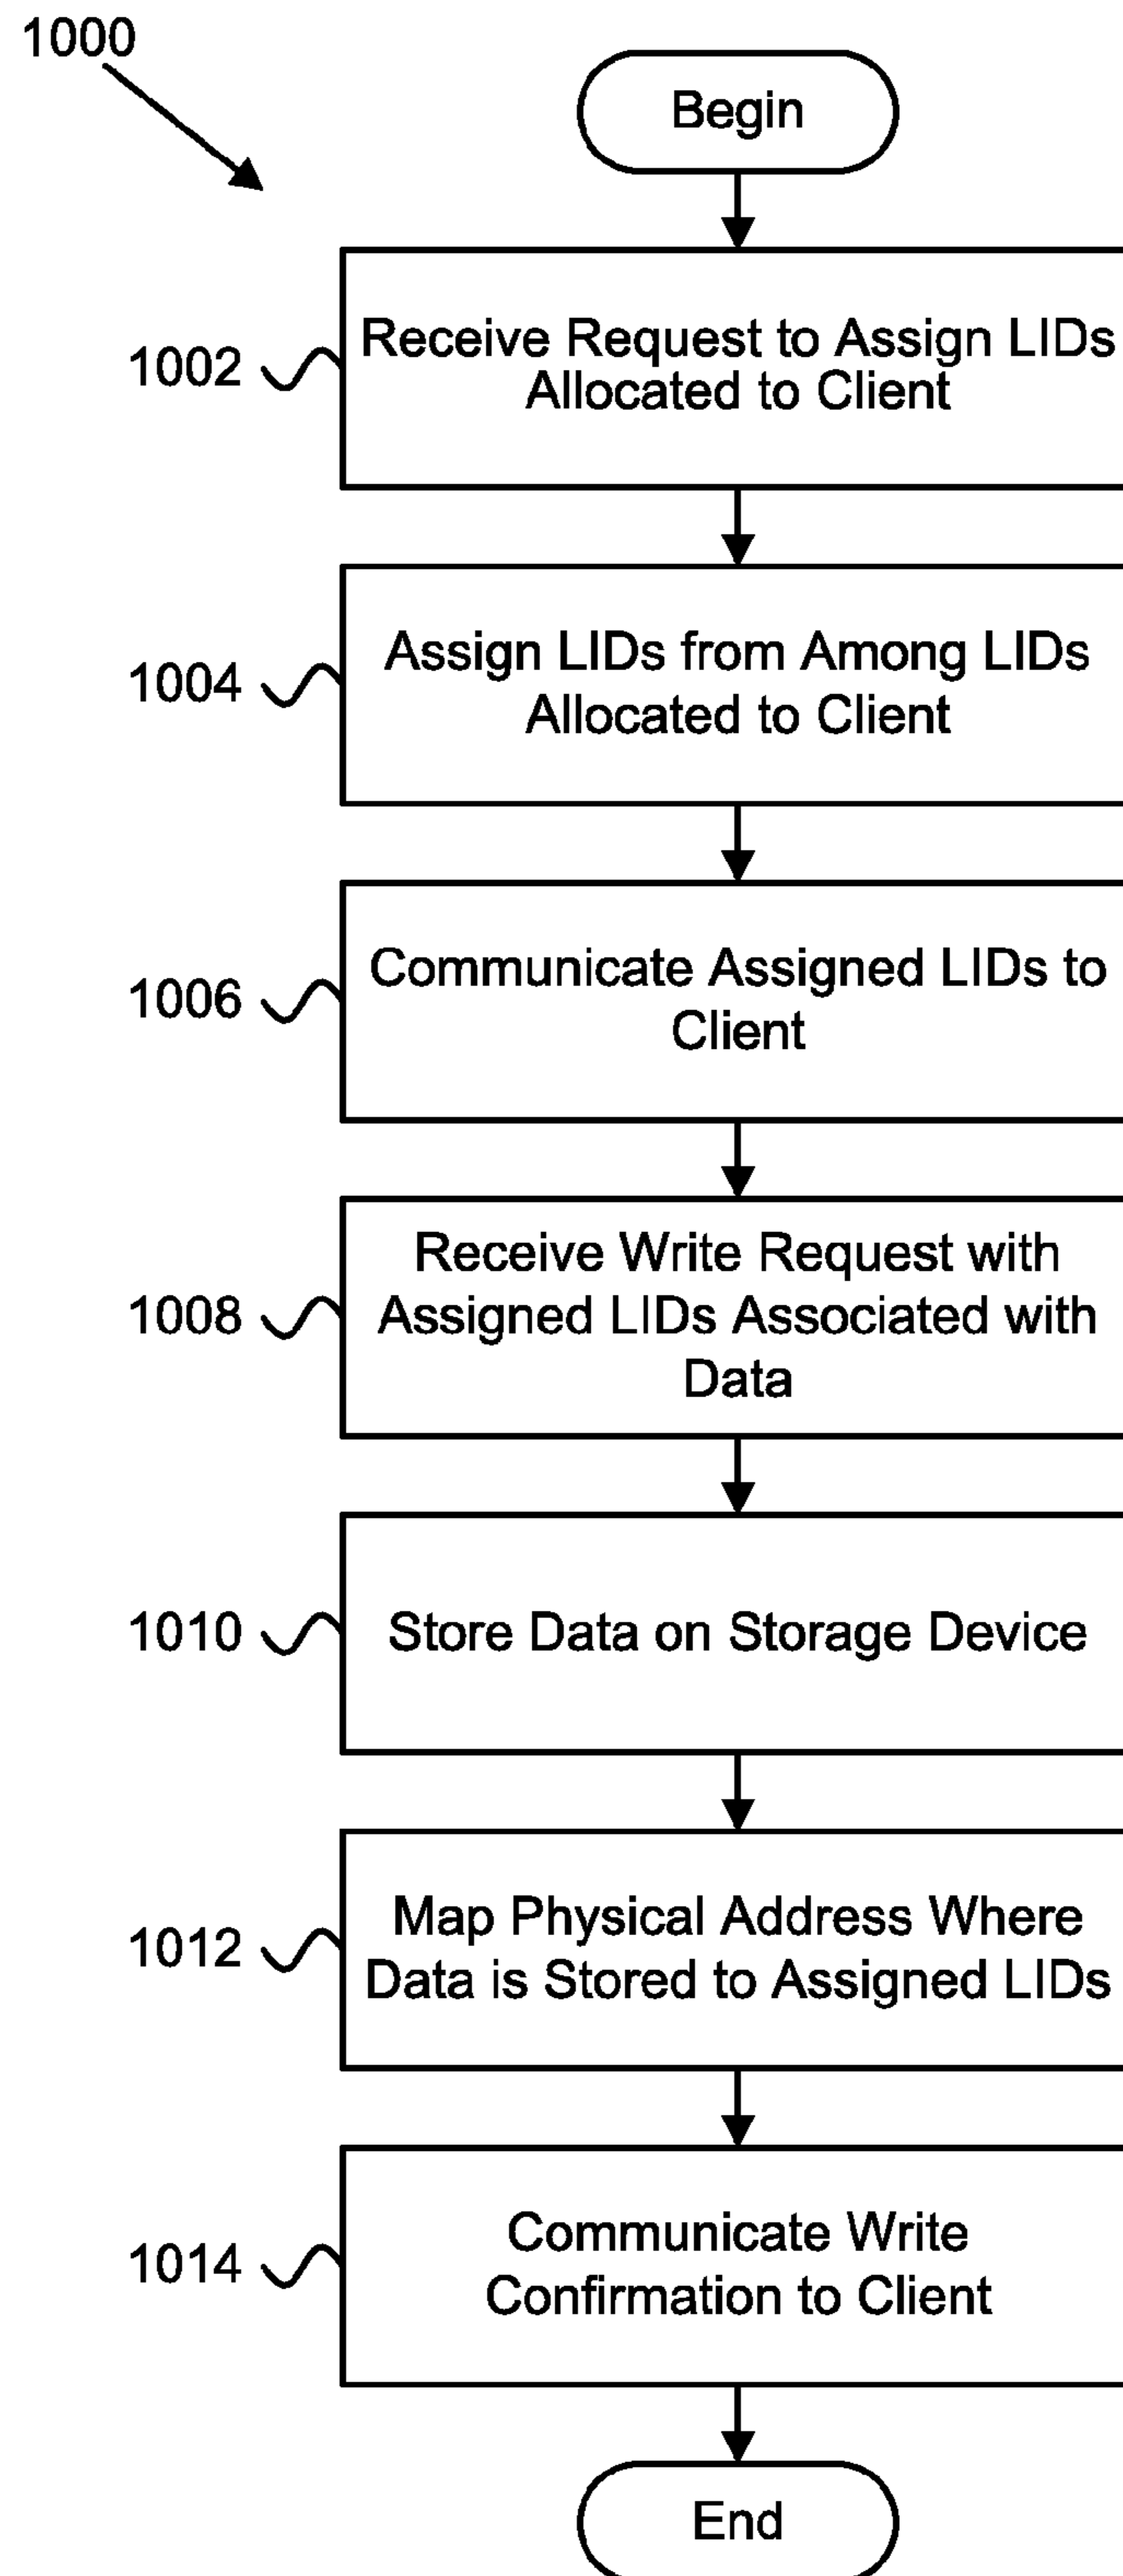 1000
Begin
1002
Receive Request to Assign LIDs
Allocated to Client
1004
Assign LIDs from Among LIDs
Allocated to Client
1006
Communicate Assigned LIDs to
Client
1008
Receive Write Request with
Assigned LIDs Associated with
Data
1010
Store Data on Storage Device
1012
Map Physical Address Where
Data is Stored to Assigned LIDs
1014
Communicate Write
Confirmation to Client
End